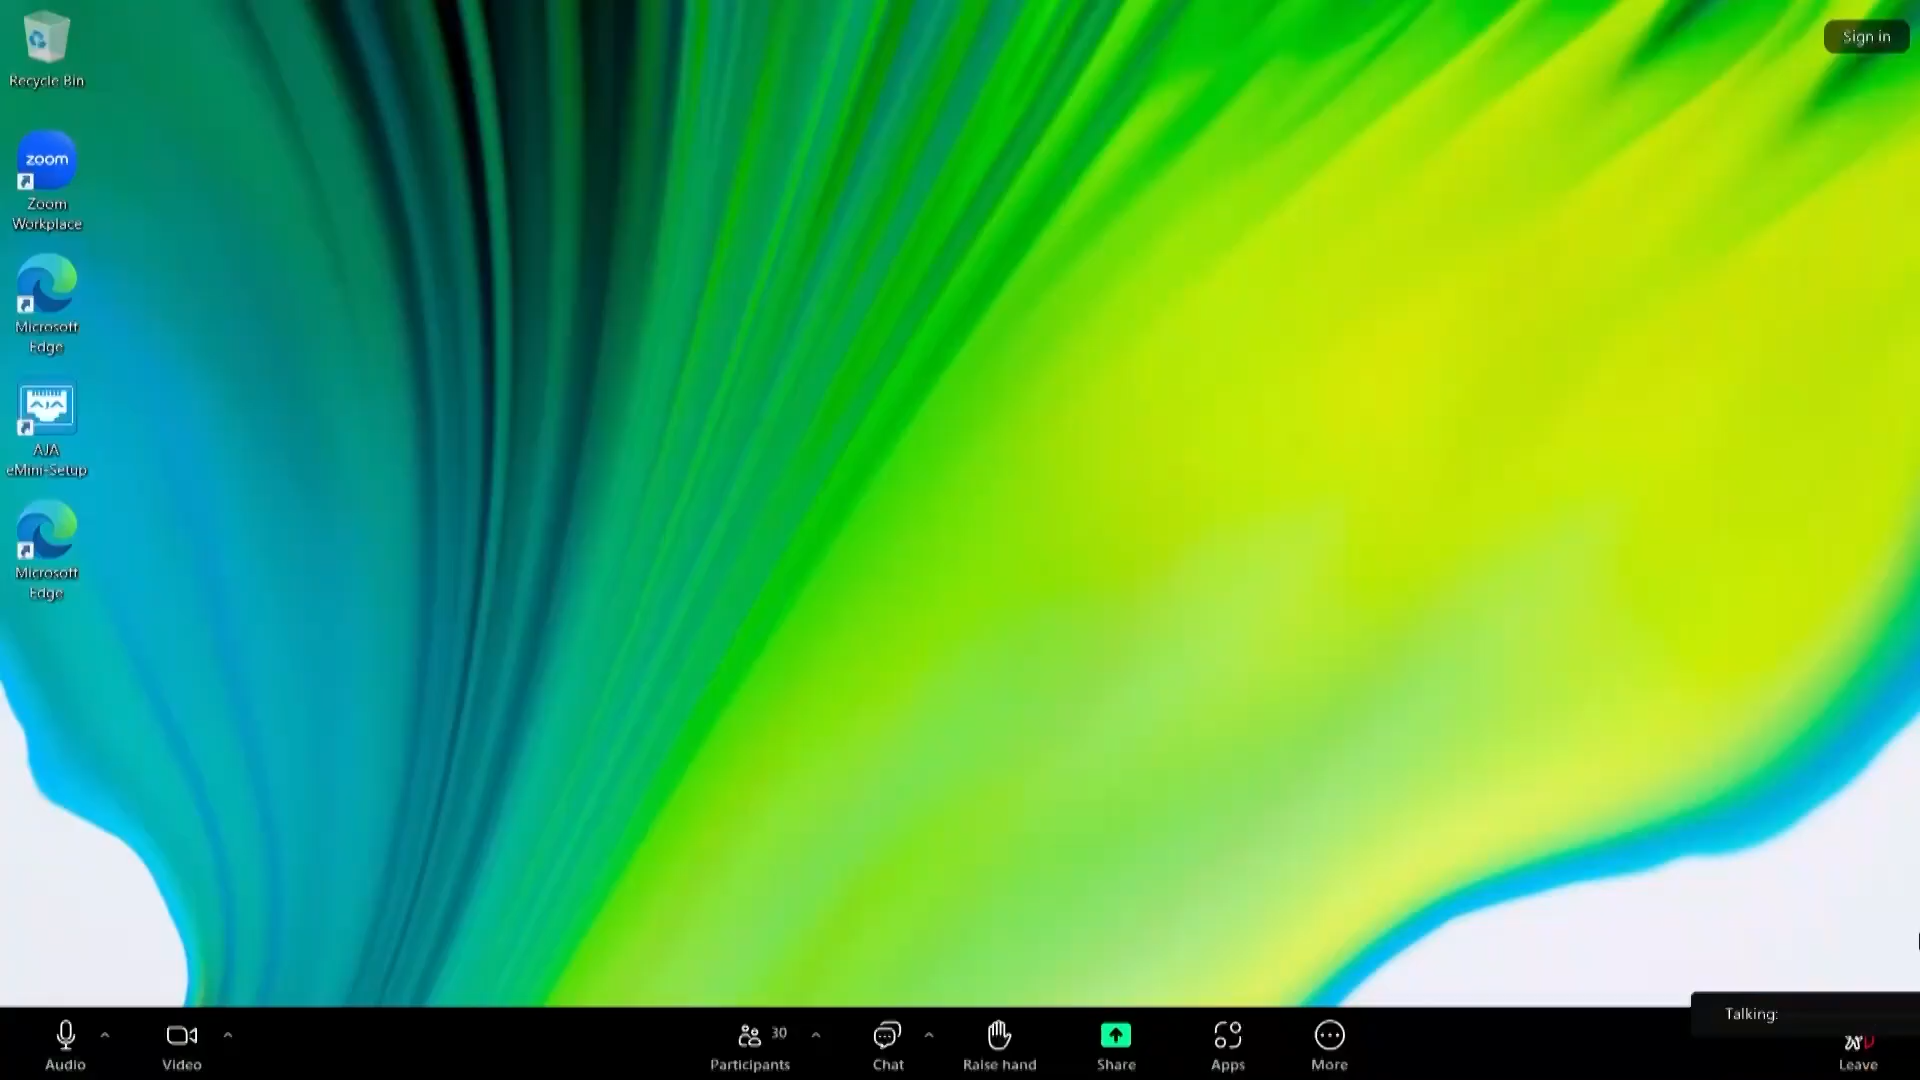 Recycle Bin
Sign in
zoom
Zoom
Workplace
Microsoft
Edge
AJA
AJA
eMini-Setup
Microsoft
Edge
Talking:
30
Audio
Video
Participants
Chat
Raise hand
Share
Apps
More
Leave